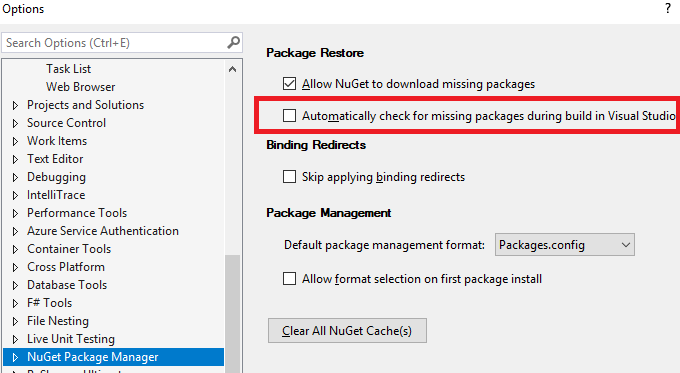 Options
?
Search Options (Ctrl+E)
Task List
Web Browser
Projects and Solutions
Source Control
Work Items
Text Editor
Debugging
IntelliTrace
Performance Tools
Azure Service Authentication
Container Tools
Cross Platform
Database Tools
F# Tools
File Nesting
Live Unit Testing
NuGet Package Manager
Package Restore
Allow NuGet to download missing packages
Automatically check for missing packages during build in Visual Studio
Binding Redirects
Skip applying binding redirects
Package Management
Default package management format: Packages.config
Allow format selection on first package install
Clear All NuGet Cache(s)